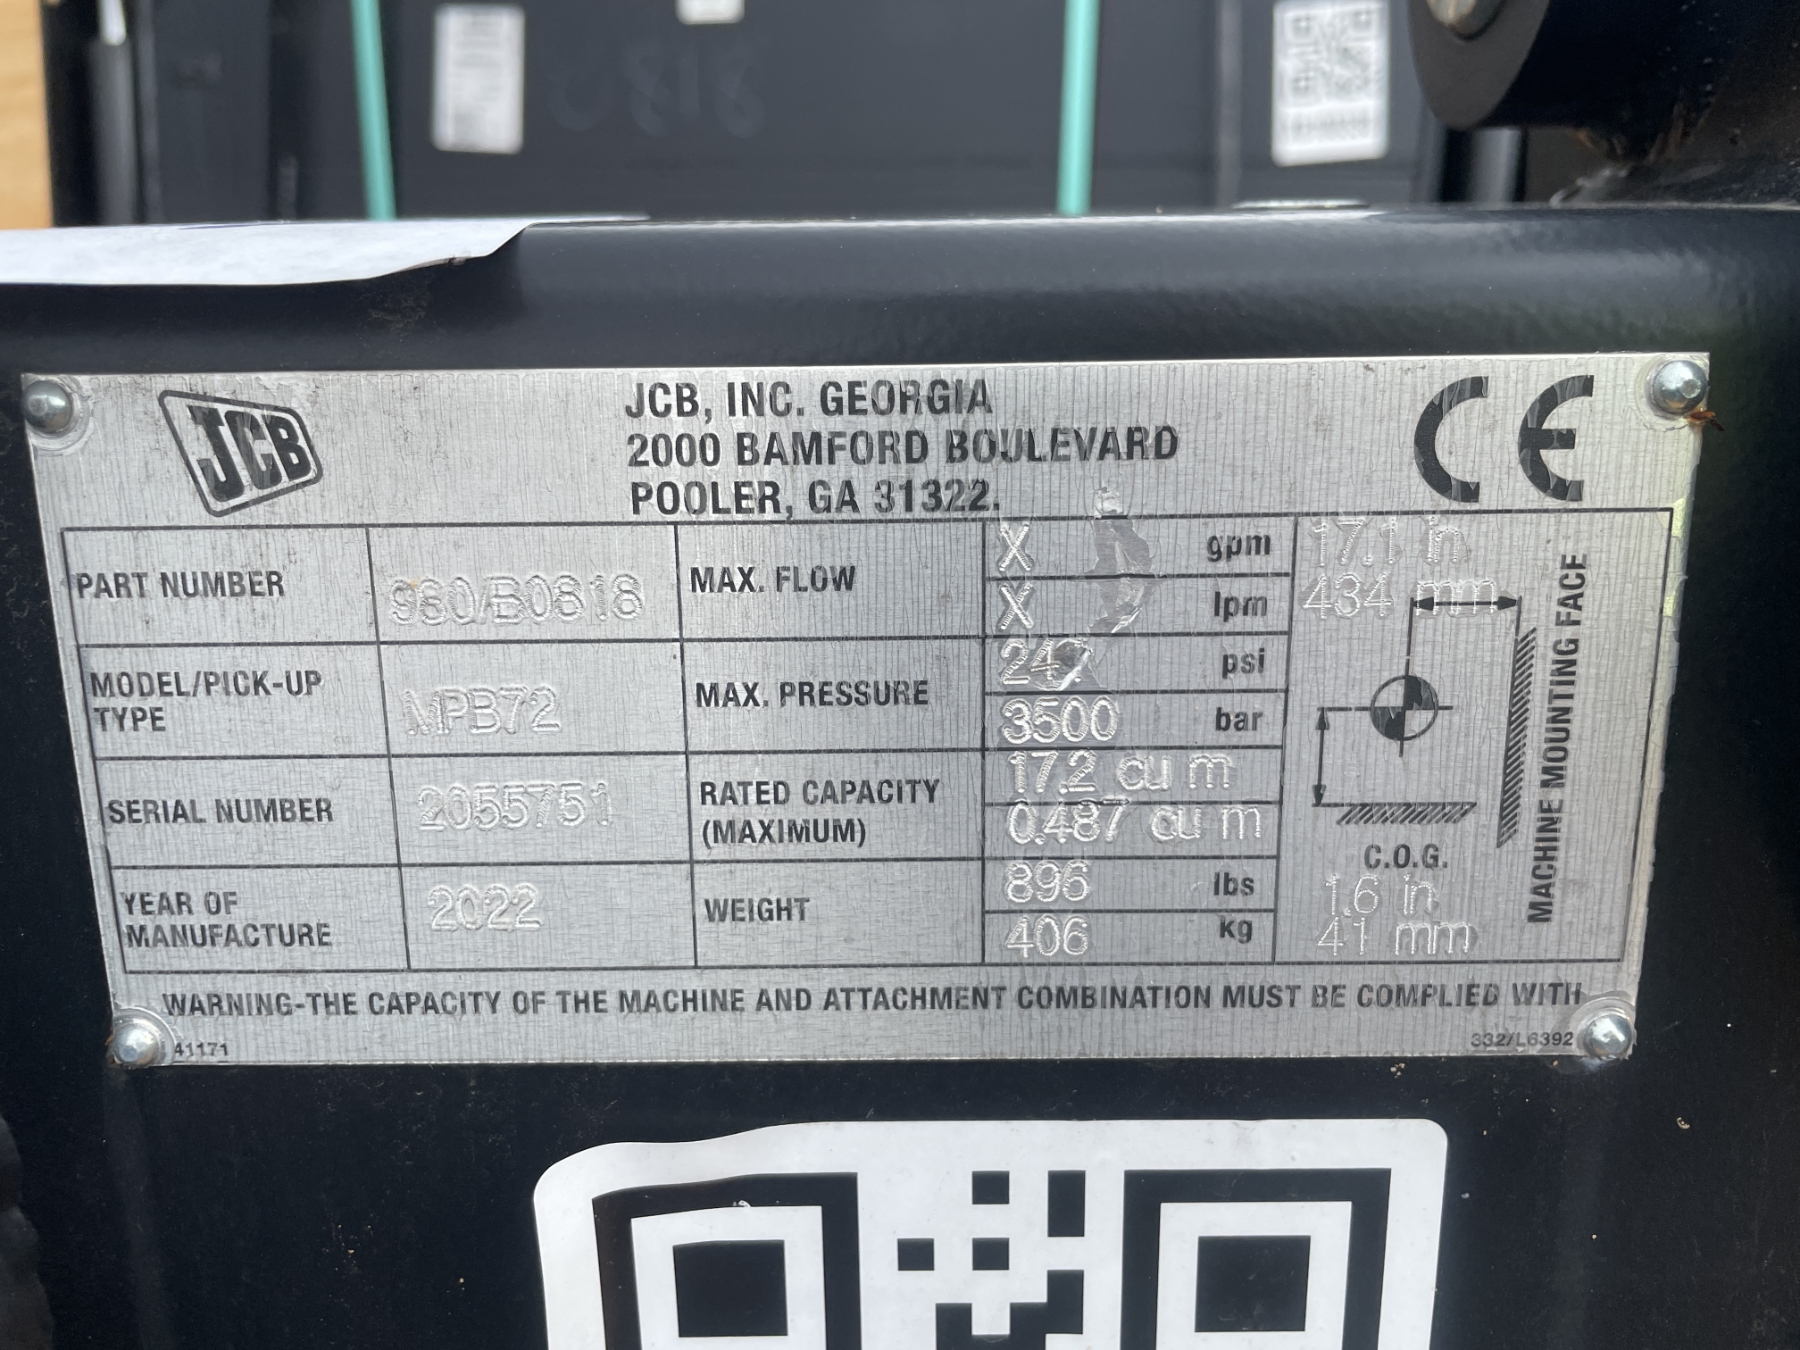 0818
JCB
JCB, INC. GEORGIA
2000 BAMFORD BOULEVARD
POOLER, GA 31322.
CE
PART NUMBER 980/B0818
MODEL/PICK-UP TYPE MPB72
SERIAL NUMBER 2055751
YEAR OF MANUFACTURE 2022
MAX. FLOW X gpm
X lpm
MAX. PRESSURE psi
3500 bar
RATED CAPACITY (MAXIMUM) 17.2 cu m
0.487 cu m
WEIGHT 896 lbs
406 kg
17.1 in
434 mm
MACHINE MOUNTING FACE
C.O.G.
1.6 in
41 mm
WARNING-THE CAPACITY OF THE MACHINE AND ATTACHMENT COMBINATION MUST BE COMPLIED WITH
41171
332/L6392